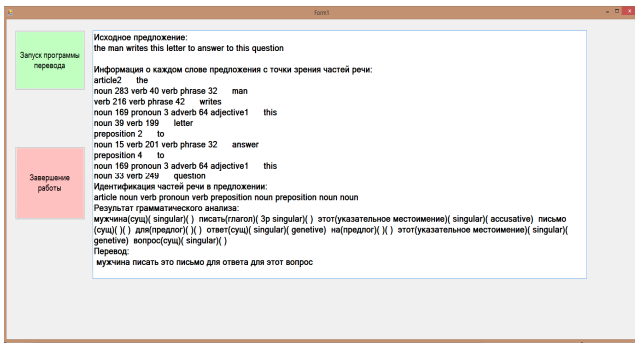 Form1
Запуск программы
перевода
Завершение
работы
Исходное предложение:
the man writes this letter to answer to this question
Информация о каждом слове предложения с точки зрения частей речи:
article2 the
noun 283 verb 40 verb phrase 32 man
verb 216 verb phrase 42 writes
noun 169 pronoun 3 adverb 64 adjective1 this
noun 39 verb 199 letter
preposition 2 to
noun 15 verb 201 verb phrase 32 answer
preposition 4 to
noun 169 pronoun 3 adverb 64 adjective1 this
noun 33 verb 249 question
Идентификация частей речи в предложении:
article noun verb pronoun verb preposition noun preposition noun noun
Результат грамматического анализа:
мужчина(сущ)( singular)( ) писать(глагол)( 3p singular)( ) этот(указательное местоимение)( singular)( accusative) письмо
(сущ)( )( ) для(предлог)( )( ) ответ(сущ)( singular)( genetive) на(предлог)( )( ) этот(указательное местоимение)( singular)(
genetive) вопрос(сущ)( singular)( )
Перевод:
мужчина писать это письмо для ответа для этот вопрос